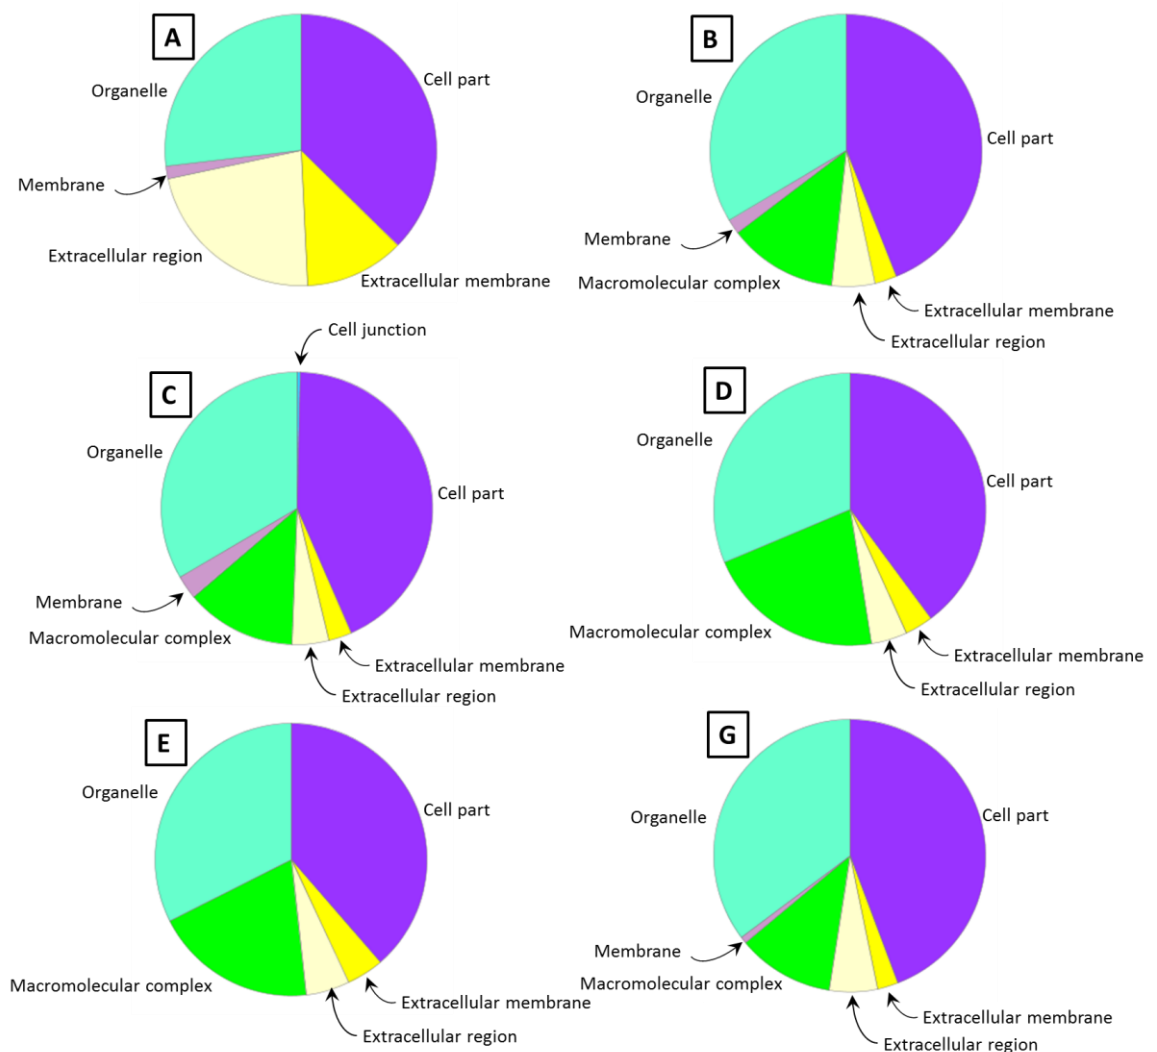 A
Organelle
Cell part
Membrane
Extracellular region
Extracellular membrane
B
Organelle
Cell part
Membrane
Macromolecular complex
Extracellular membrane
Extracellular region
Cell junction
C
Organelle
Cell part
Membrane
Macromolecular complex
Extracellular membrane
Extracellular region
D
Organelle
Cell part
Macromolecular complex
Extracellular membrane
Extracellular region
E
Organelle
Cell part
Macromolecular complex
Extracellular membrane
Extracellular region
G
Organelle
Cell part
Membrane
Macromolecular complex
Extracellular membrane
Extracellular region